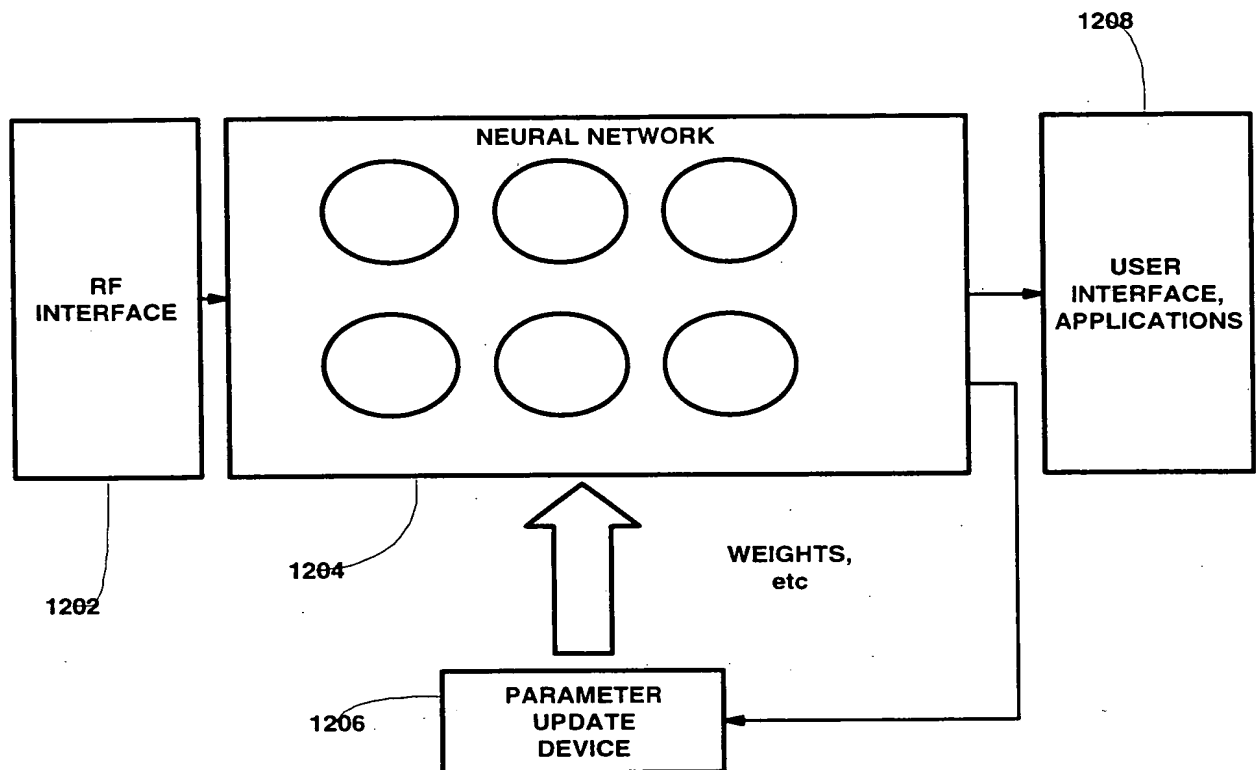 1208
NEURAL NETWORK
RF
INTERFACE
USER
INTERFACE,
APPLICATIONS
1204
WEIGHTS,
etc
1202
PARAMETER
UPDATE
DEVICE
1206